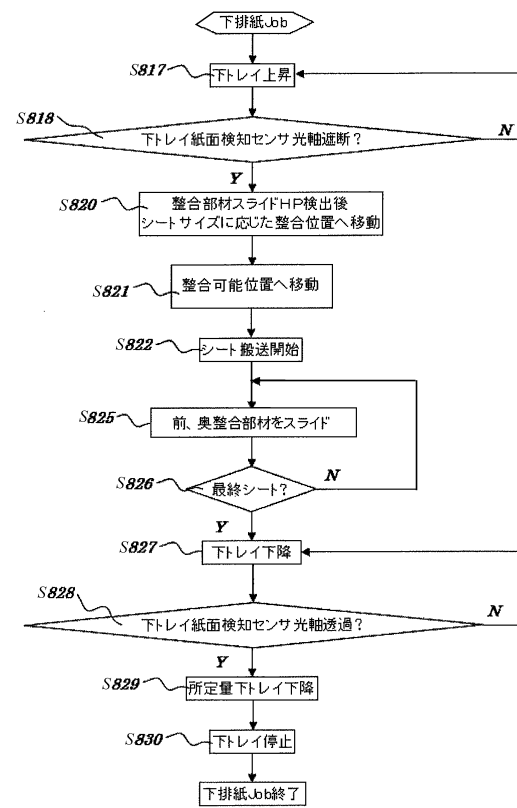 下排紙Job
S817
下トレイ上昇
S818
下トレイ紙面検知センサ光軸遮断?
N
Y
S820
整合部材スライドHP検出後
シートサイズに応じた整合位置へ移動
S821
整合可能位置へ移動
S822
シート搬送開始
S825
前、奥整合部材をスライド
S826
最終シート?
N
Y
S827
下トレイ下降
S828
下トレイ紙面検知センサ光軸透過?
N
Y
S829
所定量下トレイ下降
S830
下トレイ停止
下排紙Job終了